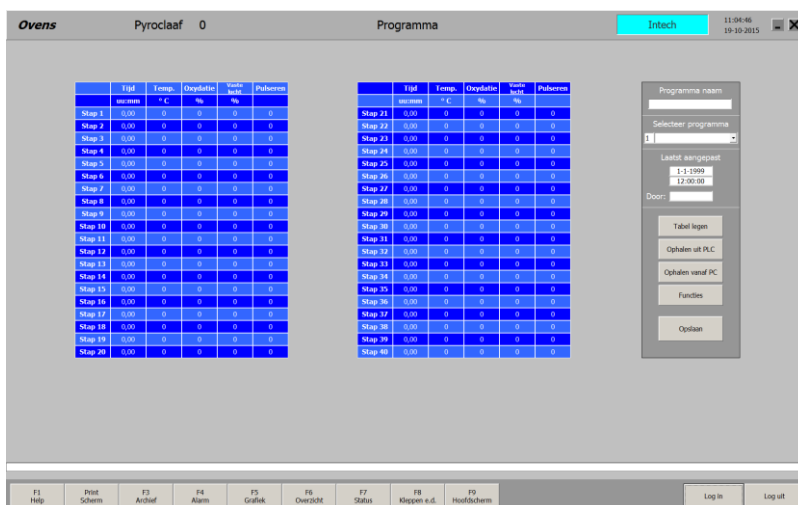 Ovens Pyroclaaf 0 Programma Intech 11:04:46
19-10-2015
Tijd Temp. Oxydatie Vaste lucht Pulseren
uu:mm ° C % %
Stap 1 0,00 0 0 0 0
Stap 2 0,00 0 0 0 0
Stap 3 0,00 0 0 0 0
Stap 4 0,00 0 0 0 0
Stap 5 0,00 0 0 0 0
Stap 6 0,00 0 0 0 0
Stap 7 0,00 0 0 0 0
Stap 8 0,00 0 0 0 0
Stap 9 0,00 0 0 0 0
Stap 10 0,00 0 0 0 0
Stap 11 0,00 0 0 0 0
Stap 12 0,00 0 0 0 0
Stap 13 0,00 0 0 0 0
Stap 14 0,00 0 0 0 0
Stap 15 0,00 0 0 0 0
Stap 16 0,00 0 0 0 0
Stap 17 0,00 0 0 0 0
Stap 18 0,00 0 0 0 0
Stap 19 0,00 0 0 0 0
Stap 20 0,00 0 0 0 0
Tijd Temp. Oxydatie Vaste lucht Pulseren
uu:mm ° C % %
Stap 21 0,00 0 0 0 0
Stap 22 0,00 0 0 0 0
Stap 23 0,00 0 0 0 0
Stap 24 0,00 0 0 0 0
Stap 25 0,00 0 0 0 0
Stap 26 0,00 0 0 0 0
Stap 27 0,00 0 0 0 0
Stap 28 0,00 0 0 0 0
Stap 29 0,00 0 0 0 0
Stap 30 0,00 0 0 0 0
Stap 31 0,00 0 0 0 0
Stap 32 0,00 0 0 0 0
Stap 33 0,00 0 0 0 0
Stap 34 0,00 0 0 0 0
Stap 35 0,00 0 0 0 0
Stap 36 0,00 0 0 0 0
Stap 37 0,00 0 0 0 0
Stap 38 0,00 0 0 0 0
Stap 39 0,00 0 0 0 0
Stap 40 0,00 0 0 0 0
Programma naam
Selecteer programma
1
Laatst aangepast
1-1-1999
12:00:00
Door:
Tabel legen
Ophalen uit PLC
Ophalen vanaf PC
Functies
Opslaan
F1 Help
Print Scherm
F3 Archief
F4 Alarm
F5 Grafiek
F6 Overzicht
F7 Status
F8 Kleppen e.d.
F9 Hoofdscherm
Log in
Log uit